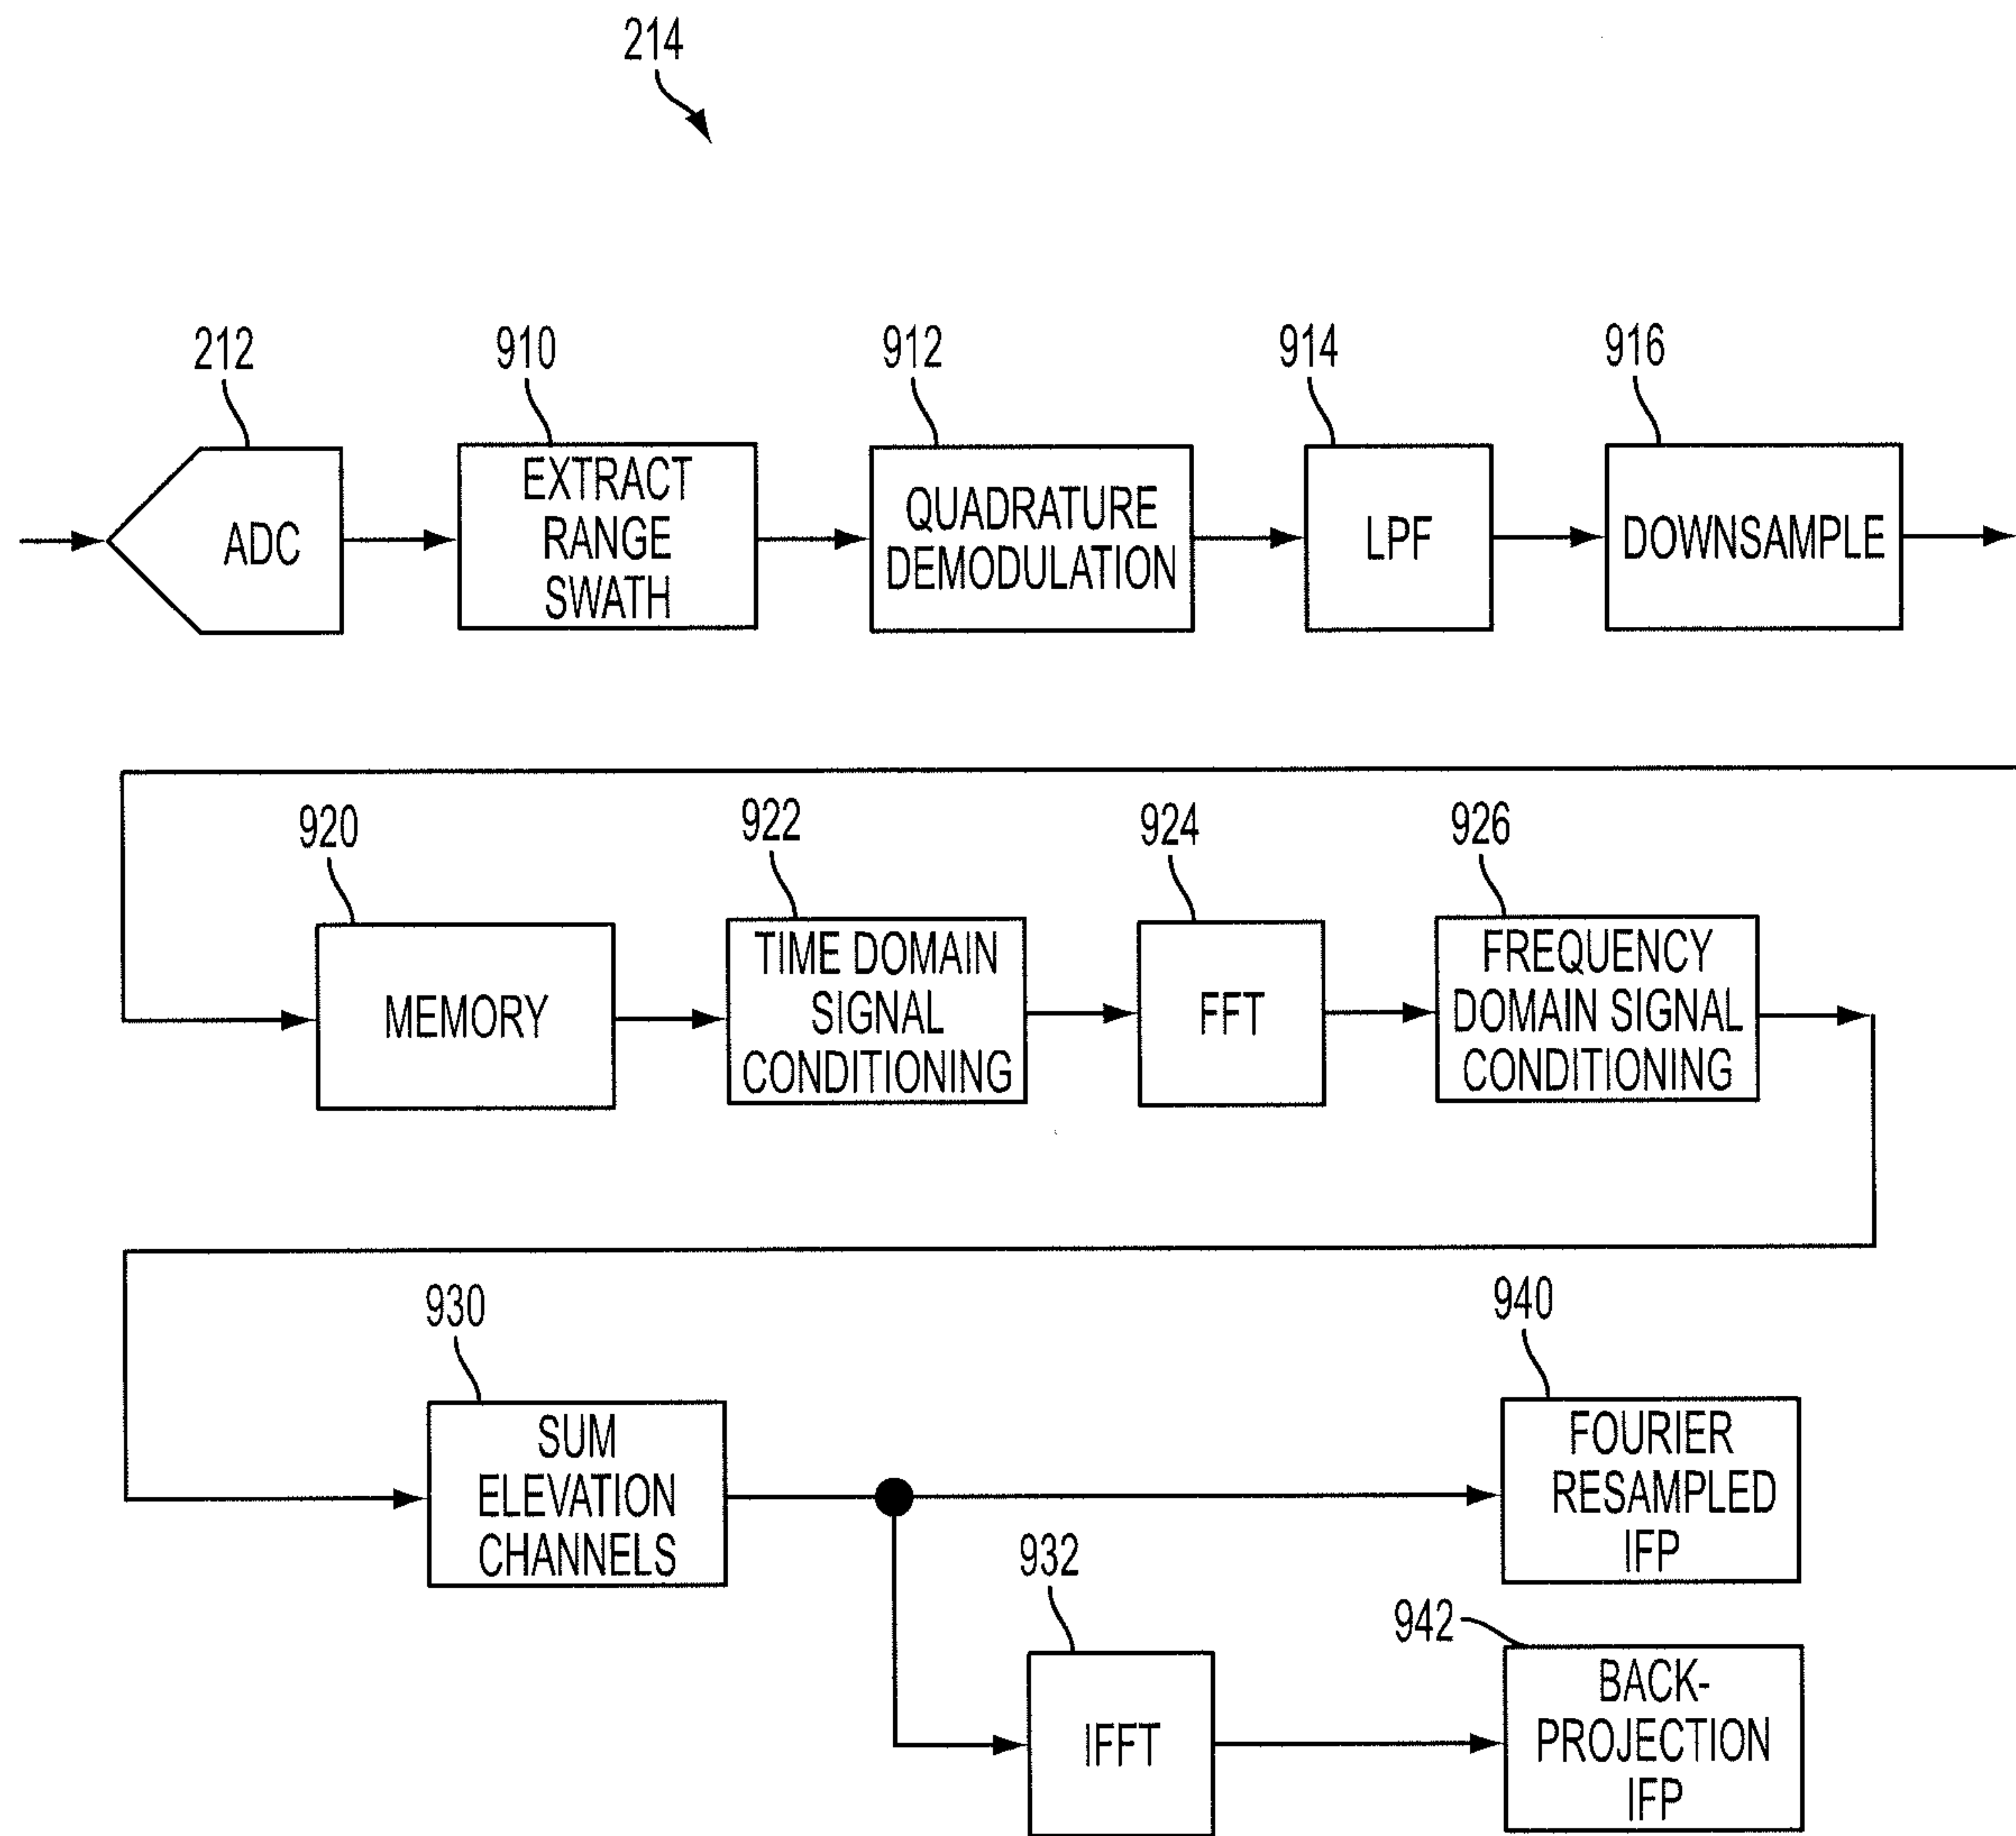 214
212
910
912
914
916
ADC
EXTRACT
RANGE
SWATH
QUADRATURE
DEMODULATION
LPF
DOWNSAMPLE
920
922
924
926
MEMORY
TIME DOMAIN
SIGNAL
CONDITIONING
FFT
FREQUENCY
DOMAIN SIGNAL
CONDITIONING
930
940
SUM
ELEVATION
CHANNELS
FOURIER
RESAMPLED
IFP
932
942
IFFT
BACK-
PROJECTION
IFP